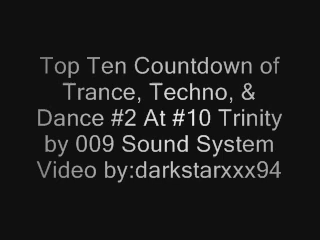 Top Ten Countdown of
Trance, Techno, &
Dance #2 At #10 Trinity
by 009 Sound System
Video by:darkstarxxx94